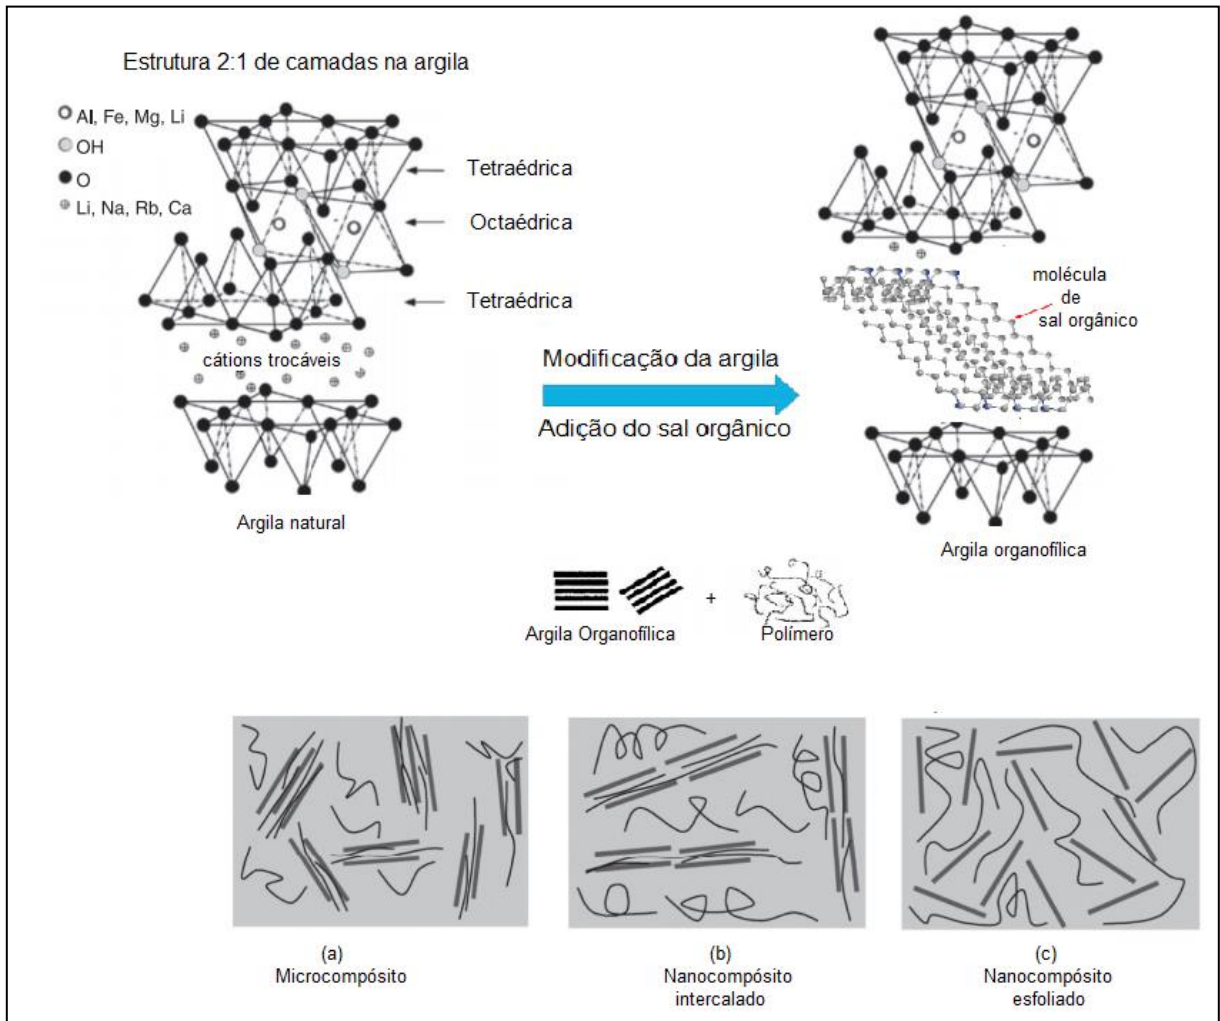 Estrutura 2:1 de camadas na argila
Al, Fe, Mg, Li
OH
O
Li, Na, Rb, Ca
Tetraédrica
Octaédrica
Tetraédrica
cátions trocáveis
Argila natural
Modificação da argila
Adição do sal orgânico
molécula
de
sal orgânico
Argila organofílica
+
Argila Organofílica
Polímero
(a)
Microcompósito
(b)
Nanocompósito
intercalado
(c)
Nanocompósito
esfoliado